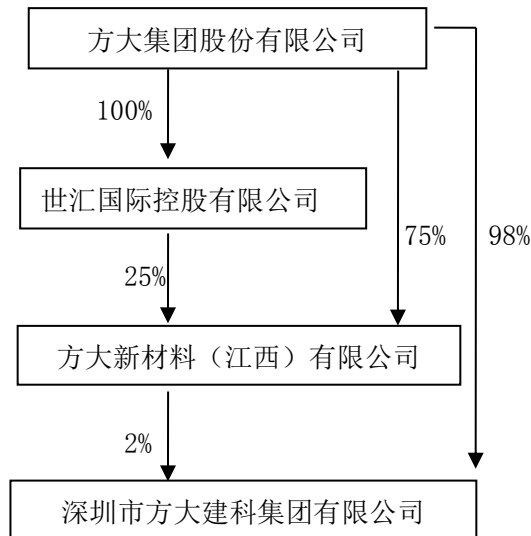 方大集团股份有限公司
100%
世汇国际控股有限公司
75%
98%
25%
方大新材料（江西）有限公司
2%
深圳市方大建科集团有限公司